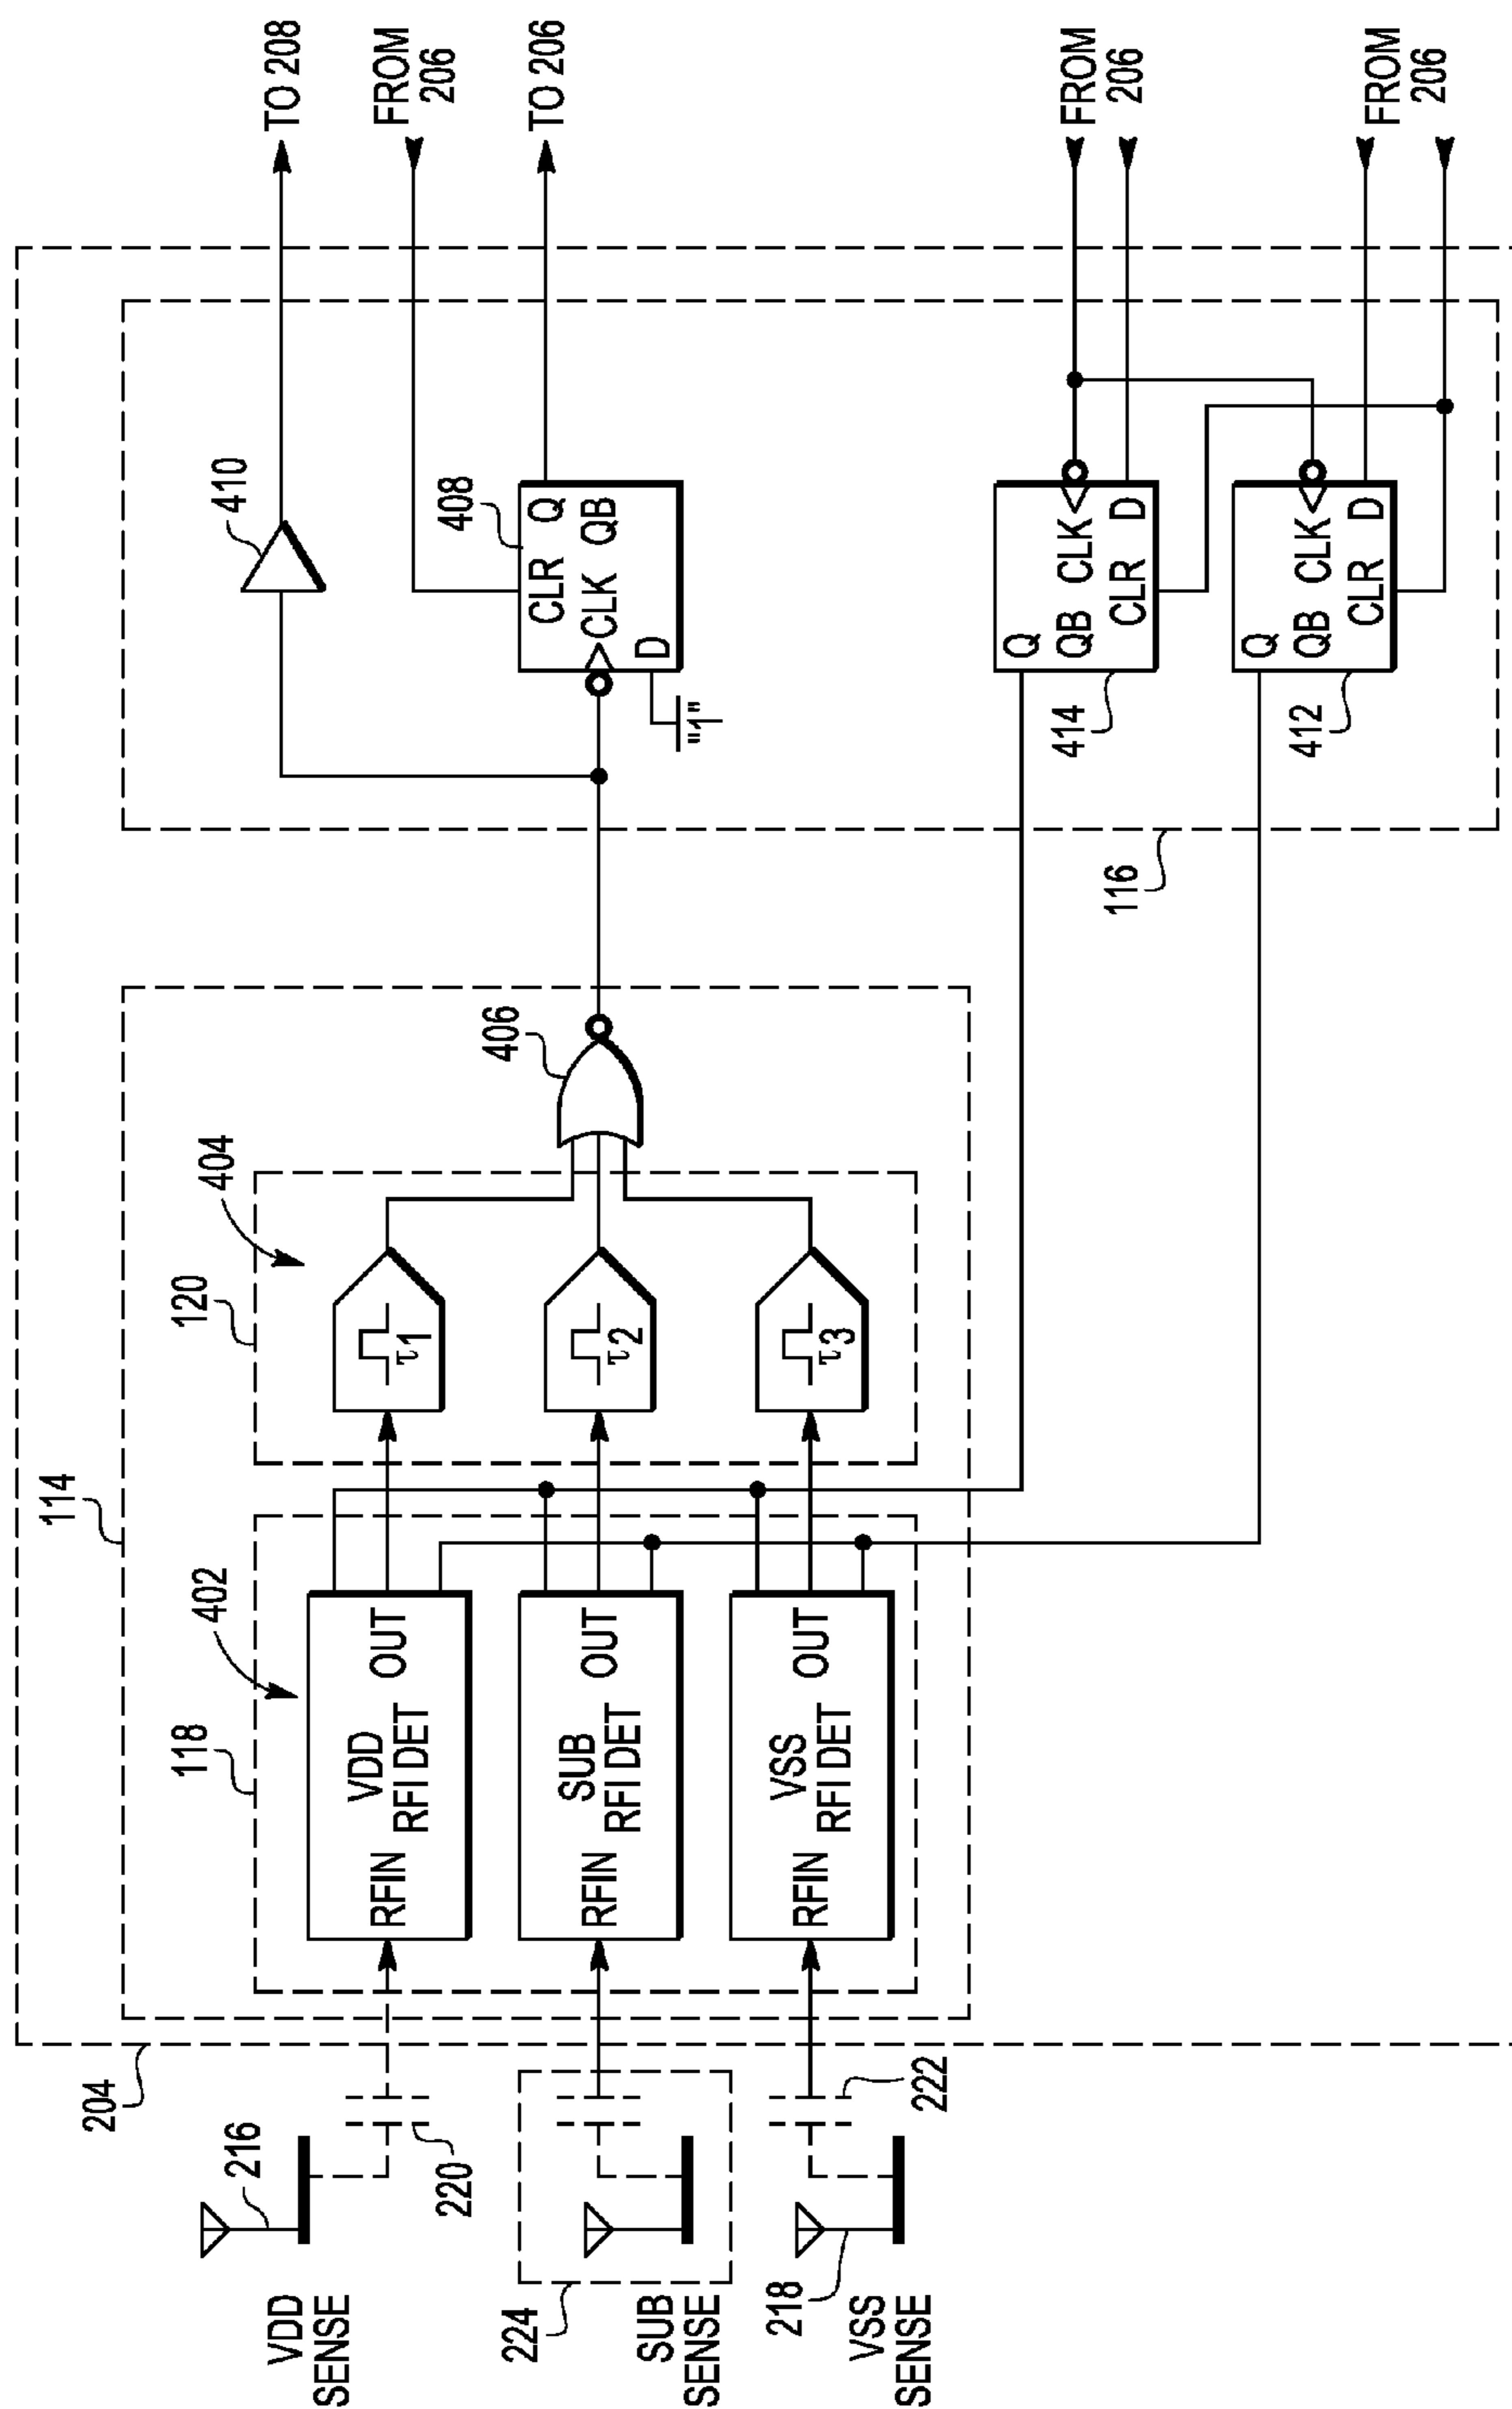 TO 208
FROM
206
TO 206
FROM
206
FROM
206
410
408
CLR Q
CLK QB
D
"1"
Q
QB CLK
CLR D
414
Q
QB CLK
CLR D
412
116
114
406
404
120
τ1
τ2
τ3
402
118
VDD
RFI DET
RFIN
OUT
SUB
RFI DET
RFIN
OUT
VSS
RFI DET
RFIN
OUT
204
216
220
222
VDD
SENSE
224
SUB
SENSE
218
VSS
SENSE